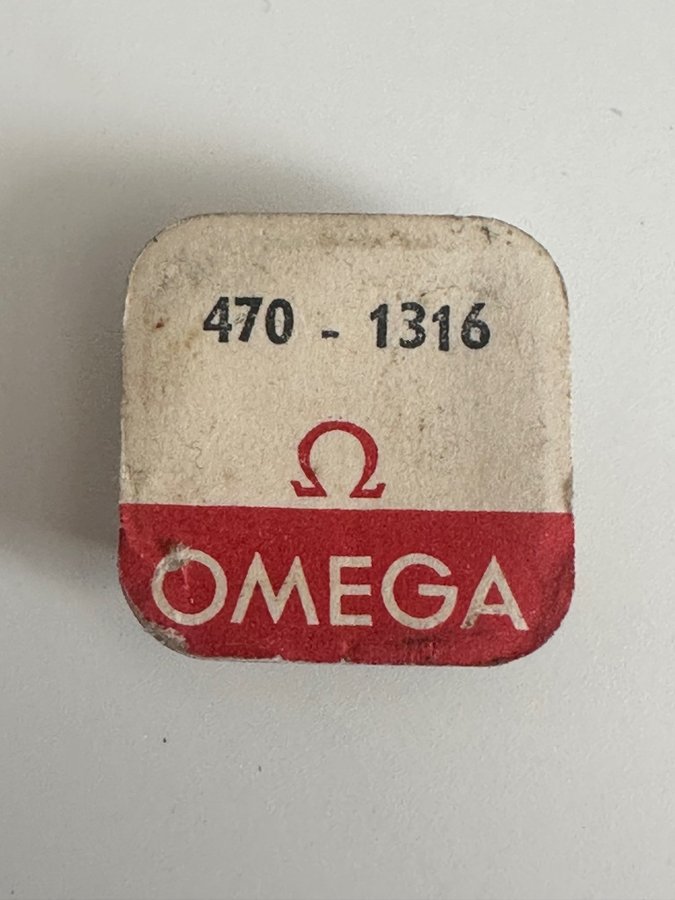 470 - 1316
Ω
OMEGA